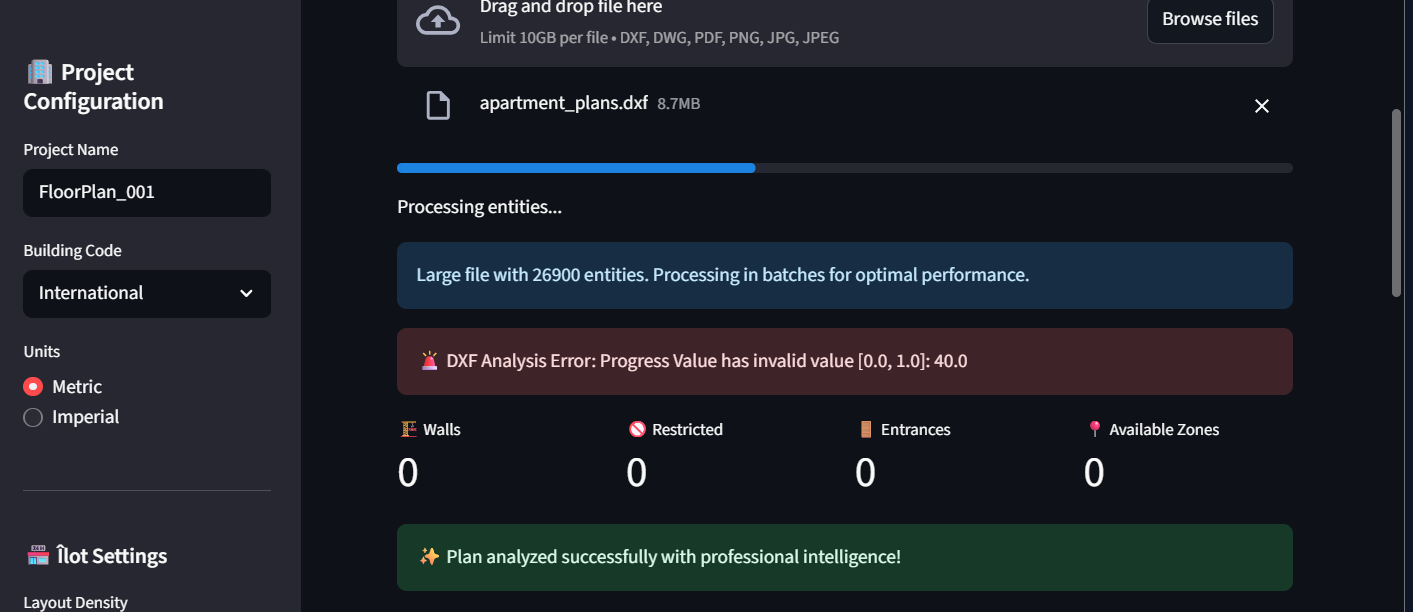 Project
Configuration
Project Name
FloorPlan_001
Building Code
International
Units
Metric
Imperial
Îlot Settings
Layout Density
Drag and drop file here
Limit 10GB per file • DXF, DWG, PDF, PNG, JPG, JPEG
Browse files
apartment_plans.dxf 8.7MB
Processing entities...
Large file with 26900 entities. Processing in batches for optimal performance.
DXF Analysis Error: Progress Value has invalid value [0.0, 1.0]: 40.0
Walls
0
Restricted
0
Entrances
0
Available Zones
0
Plan analyzed successfully with professional intelligence!